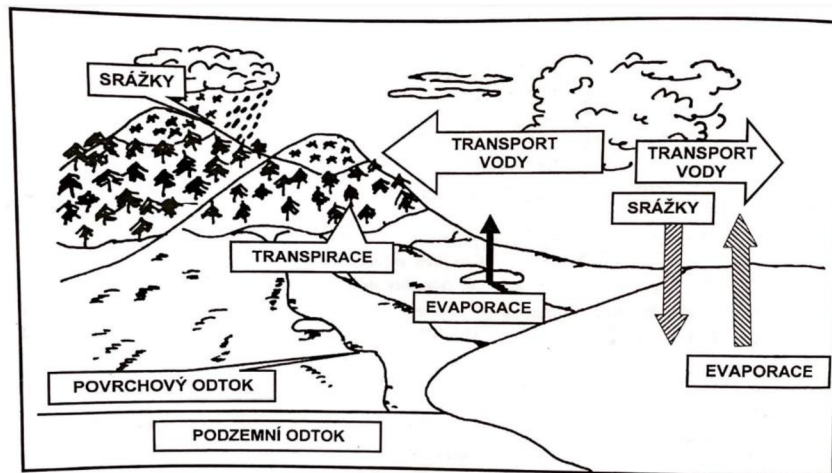 SRÁŽKY
TRANSPORT
VODY
TRANSPORT
VODY
SRÁŽKY
TRANSPIRACE
EVAPORACE
EVAPORACE
POVRCHOVÝ ODTOK
PODZEMNÍ ODTOK